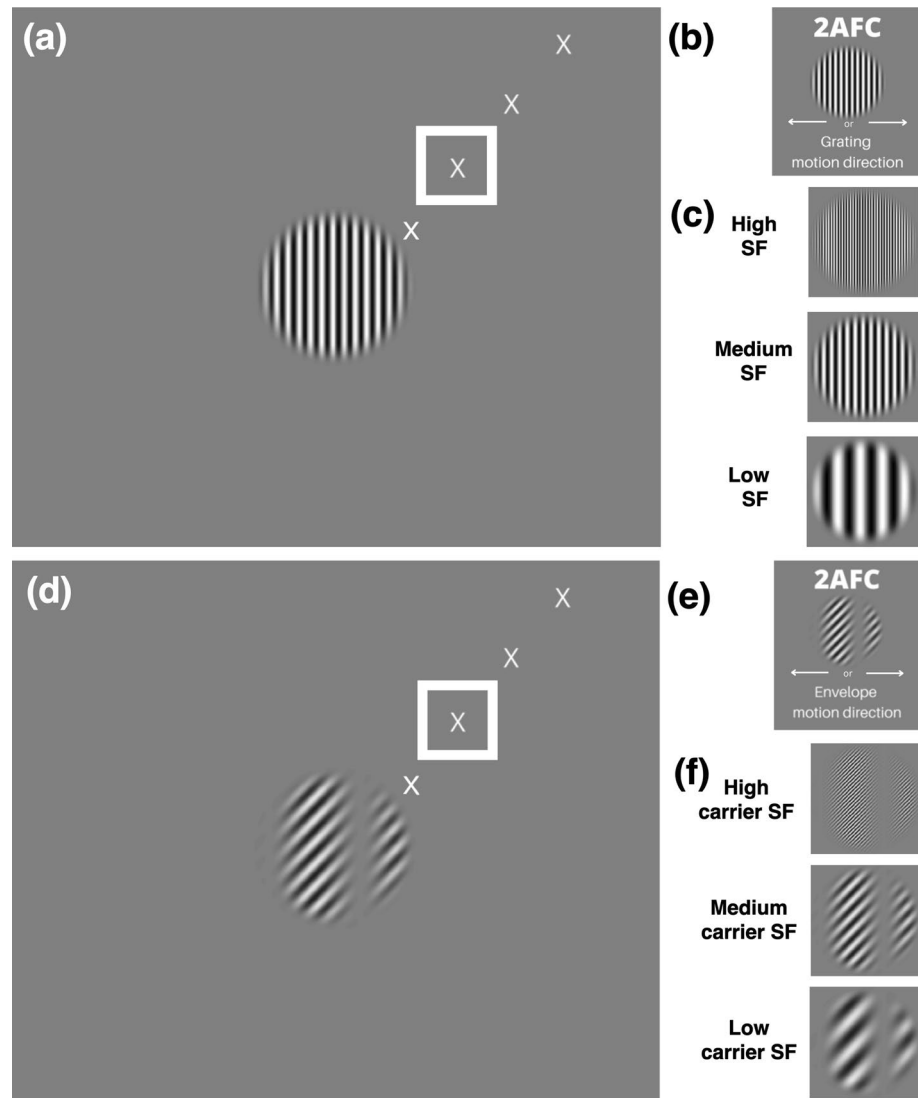 (a)
X
X
X
X
(b)
2AFC
or
Grating
motion direction
(c)
High
SF
Medium
SF
Low
SF
(d)
X
X
X
X
(e)
2AFC
or
Envelope
motion direction
(f)
High
carrier SF
Medium
carrier SF
Low
carrier SF